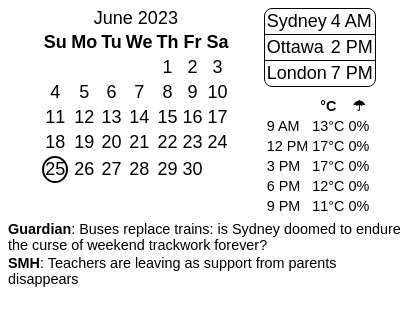 June 2023
Su Mo Tu We Th Fr Sa
1 2 3
4 5 6 7 8 9 10
11 12 13 14 15 16 17
18 19 20 21 22 23 24
25 26 27 28 29 30
Sydney 4 AM
Ottawa 2 PM
London 7 PM
°C ☂
9 AM 13°C 0%
12 PM 17°C 0%
3 PM 17°C 0%
6 PM 12°C 0%
9 PM 11°C 0%
Guardian: Buses replace trains: is Sydney doomed to endure
the curse of weekend trackwork forever?
SMH: Teachers are leaving as support from parents
disappears